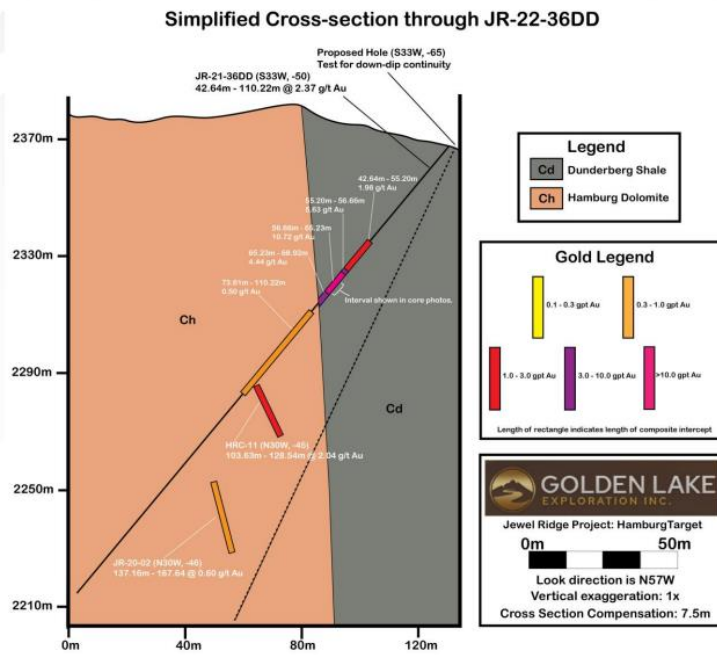 Simplified Cross-section through JR-22-36DD
Proposed Hole (S33W, -65)
Test for down-dip continuity
JR-21-36DD (S33W, -50)
42.64m - 110.22m @ 2.37 g/t Au
2370m
2330m
2290m
2250m
2210m
0m
40m
80m
120m
42.64m - 55.20m
1.98 g/t Au
55.20m - 56.66m
5.63 g/t Au
56.66m - 65.23m
10.72 g/t Au
65.23m - 68.02m
4.44 g/t Au
73.61m - 110.22m
0.50 g/t Au
Interval shown in core photos.
Ch
Cd
HRC-11 (N30W, -45)
103.63m - 128.54m @ 2.04 g/t Au
JR-20-02 (N30W, -46)
137.16m - 167.64 @ 0.60 g/t Au
Legend
Cd Dunderberg Shale
Ch Hamburg Dolomite
Gold Legend
0.1 - 0.3 gpt Au
0.3 - 1.0 gpt Au
1.0 - 3.0 gpt Au
3.0 - 10.0 gpt Au
>10.0 gpt Au
Length of rectangle indicates length of composite intercept
GOLDEN LAKE
EXPLORATION INC.
Jewel Ridge Project: HamburgTarget
0m 50m
Look direction is N57W
Vertical exaggeration: 1x
Cross Section Compensation: 7.5m